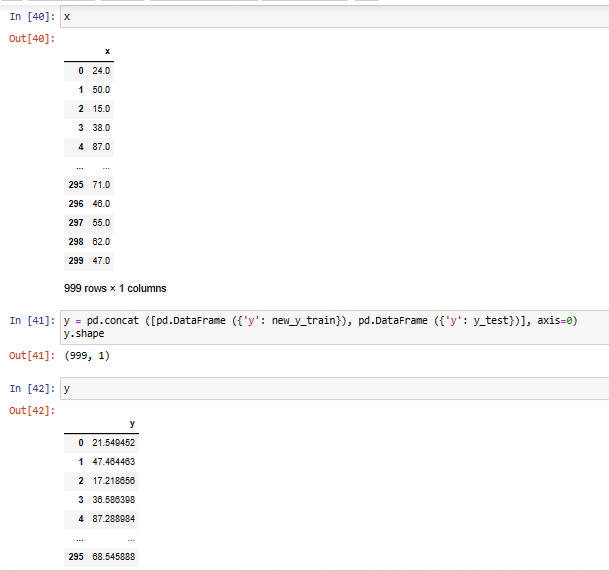 In [40]: x
Out[40]:
x
0 24.0
1 50.0
2 15.0
3 38.0
4 87.0
... ...
295 71.0
296 46.0
297 55.0
298 62.0
299 47.0
999 rows × 1 columns
In [41]: y = pd.concat ([pd.DataFrame ({'y': new_y_train}), pd.DataFrame ({'y': y_test})], axis=0)
y.shape
Out[41]: (999, 1)
In [42]: y
Out[42]:
y
0 21.549452
1 47.464463
2 17.218656
3 36.586398
4 87.288984
... ...
295 68.545888